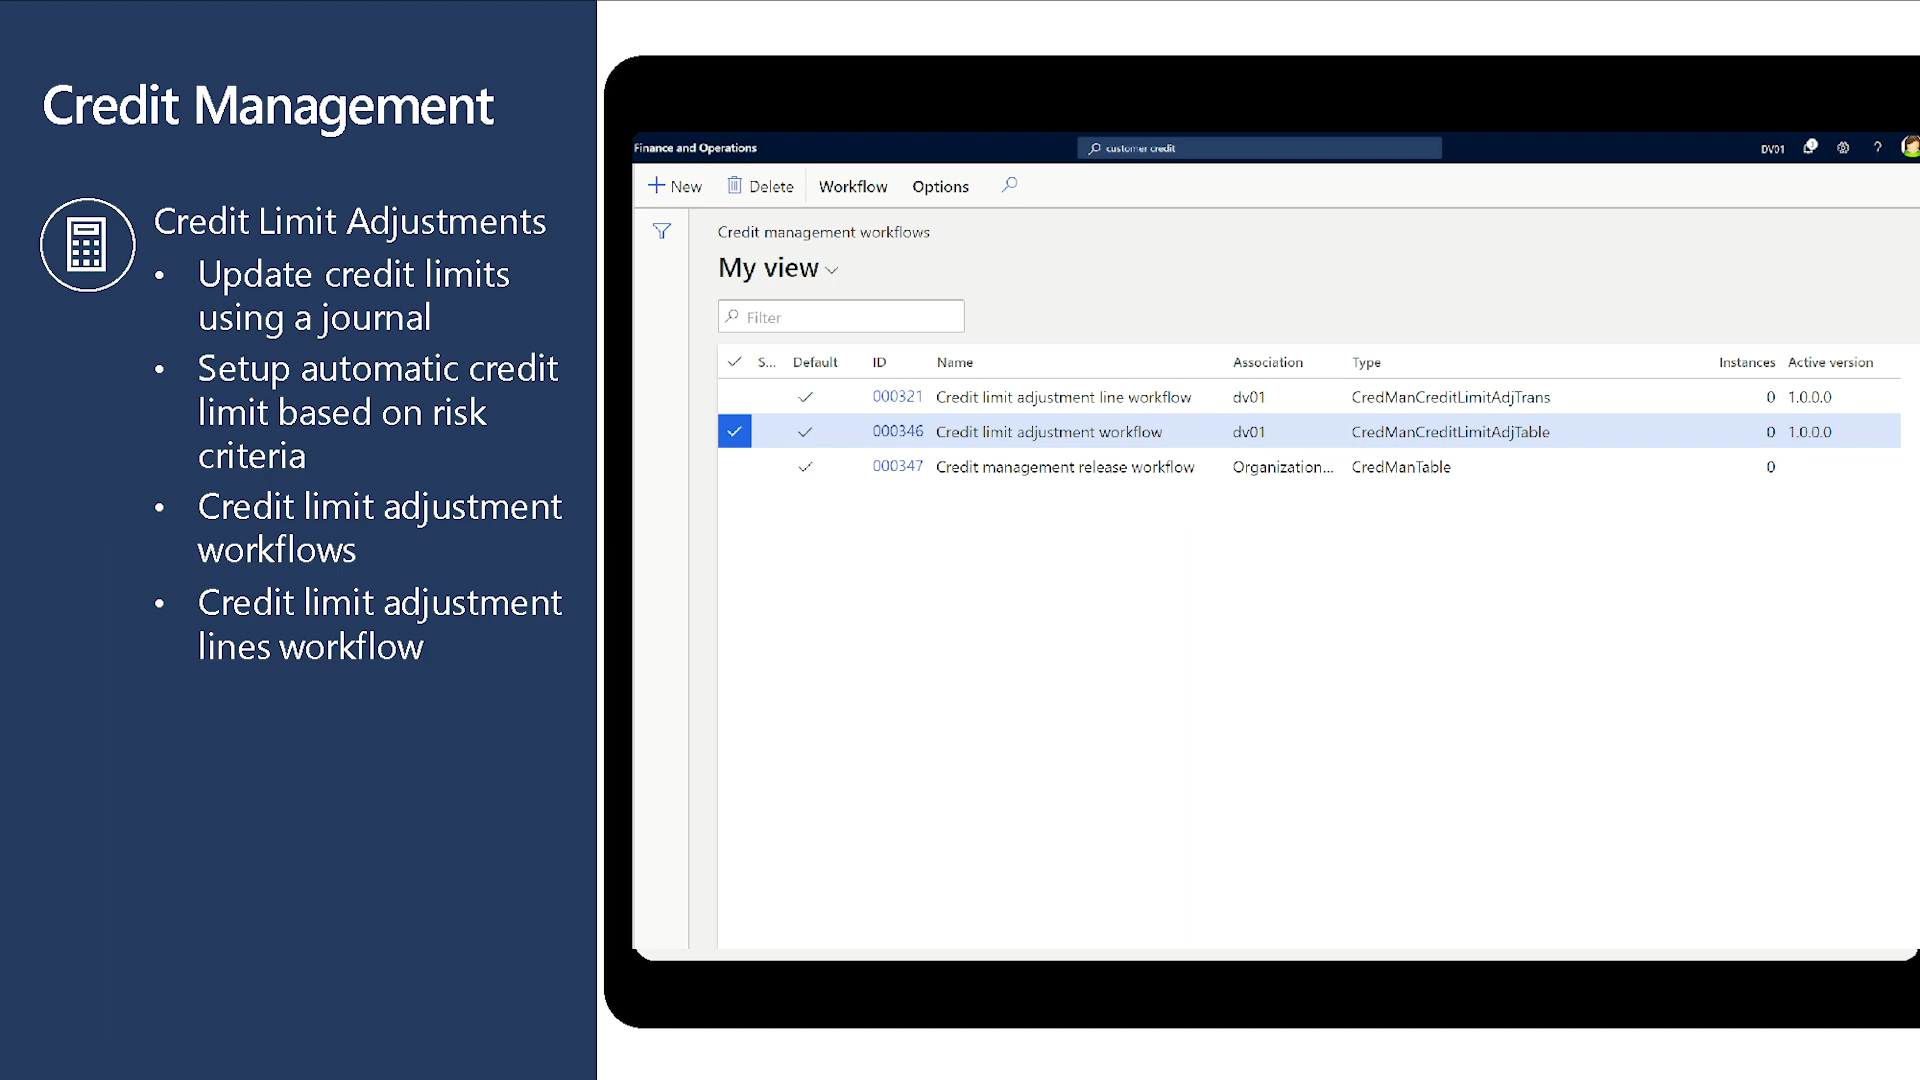 Credit Management
Credit Limit Adjustments
• Update credit limits
using a journal
• Setup automatic credit
limit based on risk
criteria
• Credit limit adjustment
workflows
• Credit limit adjustment
lines workflow
Finance and Operations
customer credit
DV01
1
?
New
Delete
Workflow
Options
Credit management workflows
My view
Filter
S... Default ID Name Association Type Instances Active version
000321 Credit limit adjustment line workflow dv01 CredManCreditLimitAdjTrans 0 1.0.0.0
000346 Credit limit adjustment workflow dv01 CredManCreditLimitAdjTable 0 1.0.0.0
000347 Credit management release workflow Organization... CredManTable 0